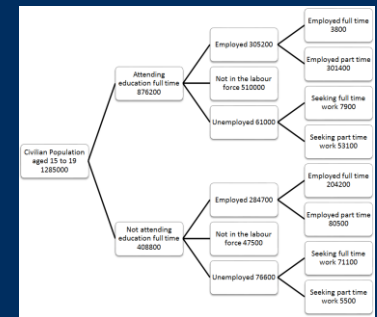 Civilian Population
aged 15 to 19
1285000
Attending
education full time
876200
Employed 305200
Employed full time
3800
Employed part time
301400
Not in the labour
force 510000
Unemployed 61000
Seeking full time
work 7900
Seeking part time
work 53100
Not attending
education full time
408800
Employed 284700
Employed full time
204200
Employed part time
80500
Not in the labour
force 47500
Unemployed 76600
Seeking full time
work 71100
Seeking part time
work 5500